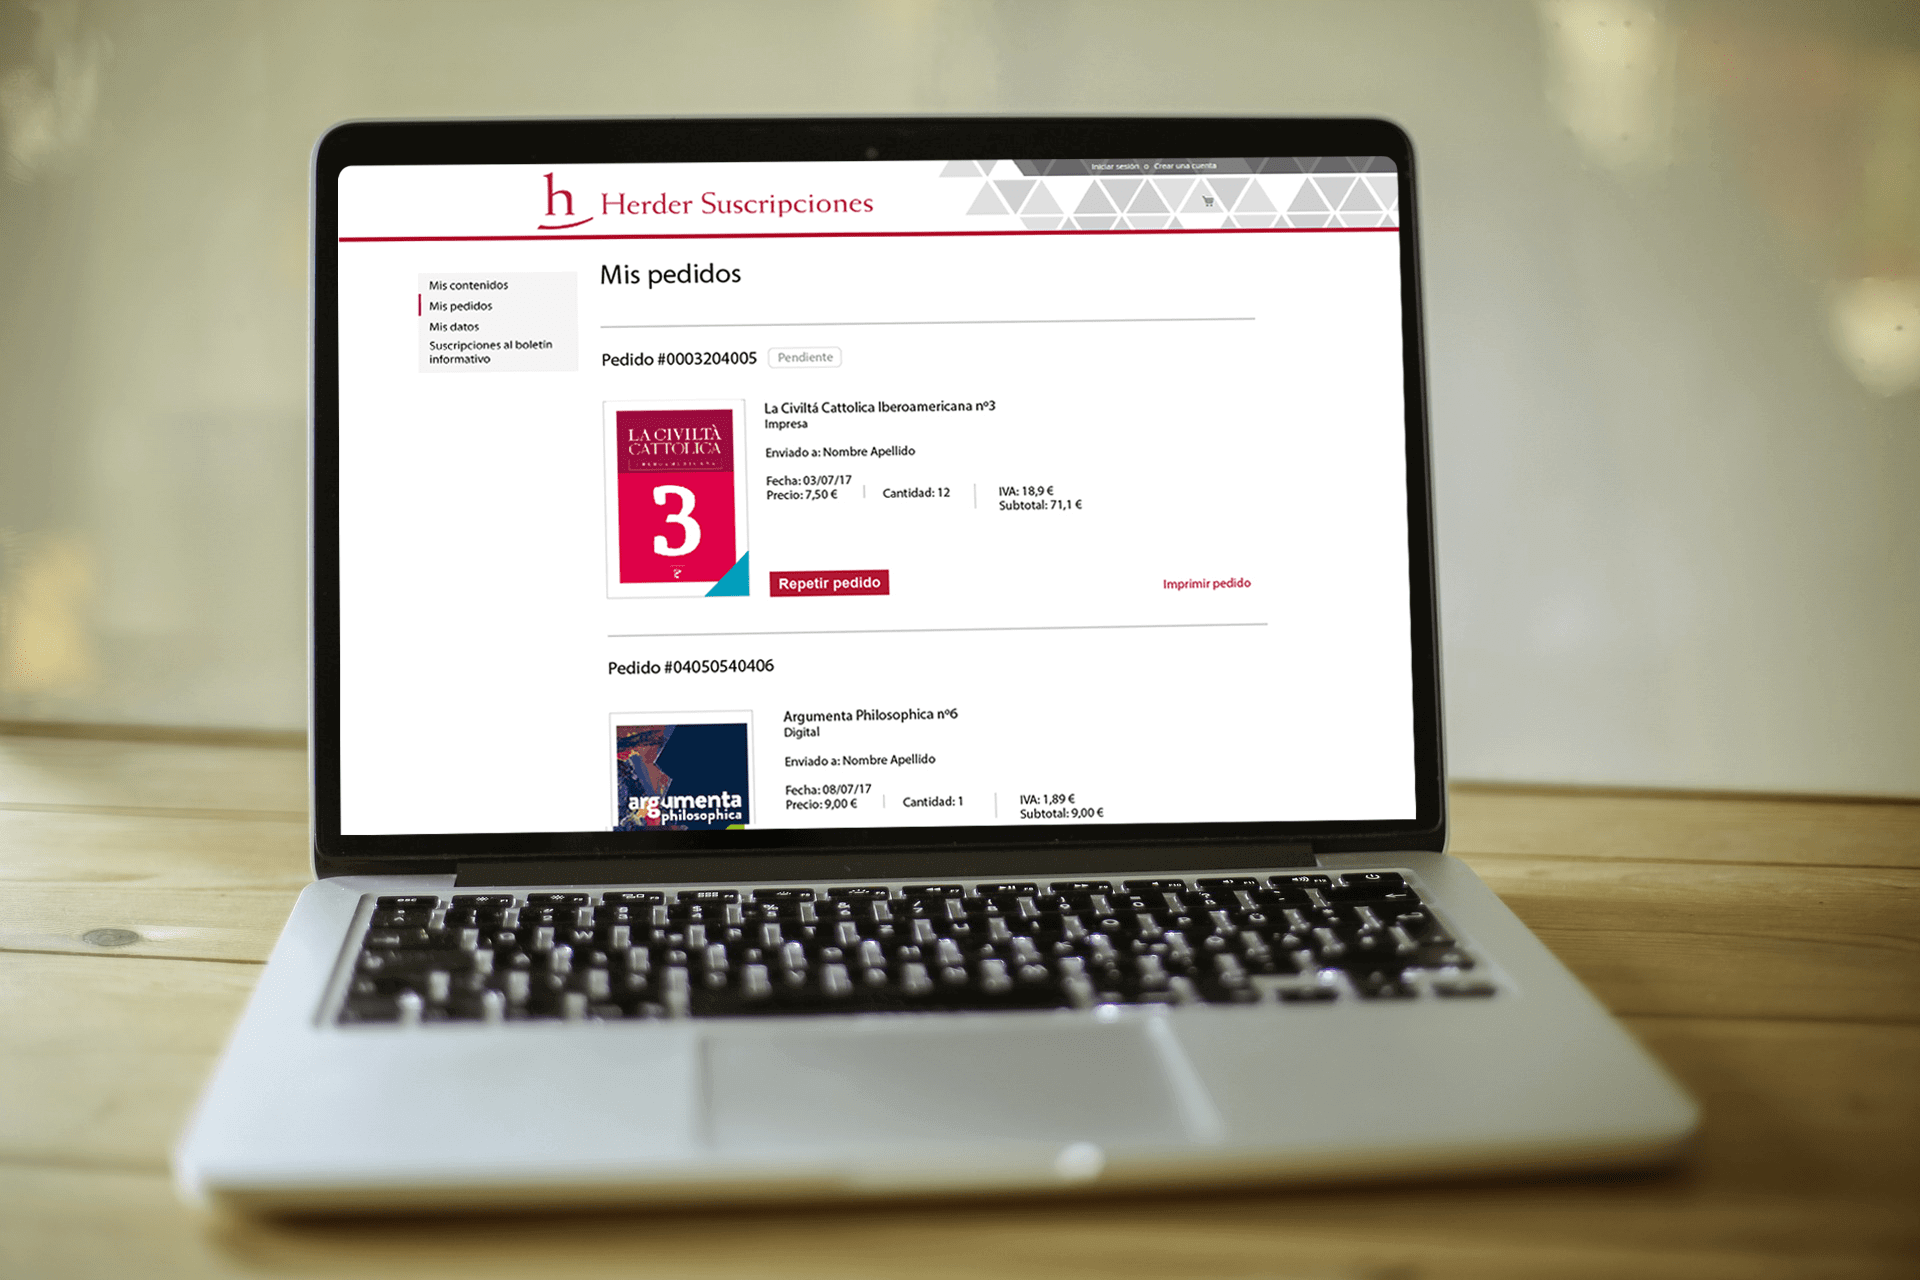 Iniciar sesión o Crear una cuenta
h Herder Suscripciones
Mis contenidos
Mis pedidos
Mis datos
Suscripciones al boletín
informativo
Mis pedidos
Pedido #0003204005 Pendiente
LA CIVILTÀ
CATTOLICA
3
La Civiltá Cattolica Iberoamericana nº3
Impresa
Enviado a: Nombre Apellido
Fecha: 03/07/17
Precio: 7,50 €
Cantidad: 12
IVA: 18,9 €
Subtotal: 71,1 €
Repetir pedido
Imprimir pedido
Pedido #04050540406
argumenta
philosophica
Argumenta Philosophica nº6
Digital
Enviado a: Nombre Apellido
Fecha: 08/07/17
Precio: 9,00 €
Cantidad: 1
IVA: 1,89 €
Subtotal: 9,00 €